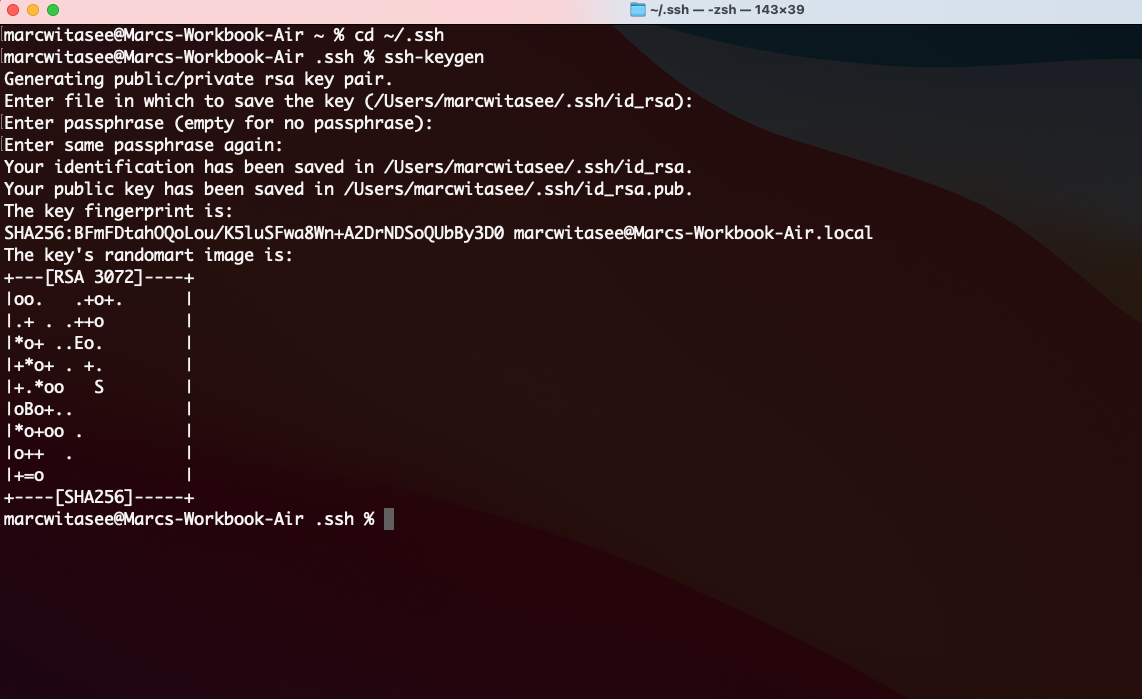 ~/.ssh — -zsh — 143×39
[marcwitasee@Marcs-Workbook-Air ~ % cd ~/.ssh
[marcwitasee@Marcs-Workbook-Air .ssh % ssh-keygen
Generating public/private rsa key pair.
Enter file in which to save the key (/Users/marcwitasee/.ssh/id_rsa):
[Enter passphrase (empty for no passphrase):
[Enter same passphrase again:
Your identification has been saved in /Users/marcwitasee/.ssh/id_rsa.
Your public key has been saved in /Users/marcwitasee/.ssh/id_rsa.pub.
The key fingerprint is:
SHA256:BFmFDtahOQoLou/K5luSFwa8Wn+A2DrNDSoQUbBy3D0 marcwitasee@Marcs-Workbook-Air.local
The key's randomart image is:
+---[RSA 3072]----+
|oo.   .+o+.      |
|.+ . .++o        |
|*o+ ..Eo.        |
|+*o+ . +.        |
|+.*oo   S        |
|oBo+..           |
|*o+oo .          |
|o++  .           |
|+=o              |
+----[SHA256]-----+
marcwitasee@Marcs-Workbook-Air .ssh %